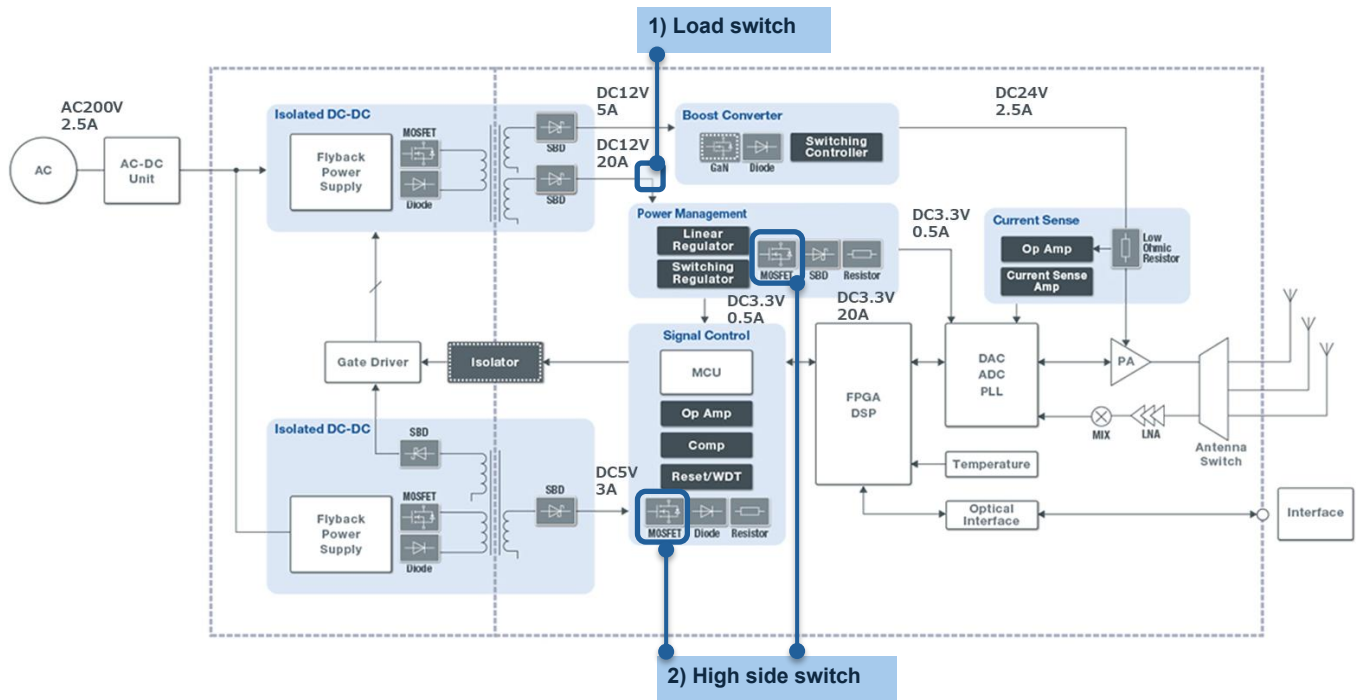 1) Load switch
AC200V
2.5A
AC
AC-DC
Unit
Isolated DC-DC
Flyback
Power
Supply
MOSFET
Diode
SBD
SBD
DC12V
5A
DC12V
20A
Boost Converter
GaN
Diode
Switching
Controller
DC24V
2.5A
Power Management
Linear
Regulator
Switching
Regulator
MOSFET
SBD
Resistor
DC3.3V
0.5A
Current Sense
Op Amp
Current Sense
Amp
Low
Ohmic
Resistor
DC3.3V
0.5A
DC3.3V
20A
Gate Driver
Isolator
Signal Control
MCU
Op Amp
Comp
Reset/WDT
MOSFET
Diode
Resistor
FPGA
DSP
DAC
ADC
PLL
PA
MIX
LNA
Antenna
Switch
Temperature
Optical
Interface
Interface
Isolated DC-DC
SBD
Flyback
Power
Supply
MOSFET
Diode
SBD
DC5V
3A
2) High side switch